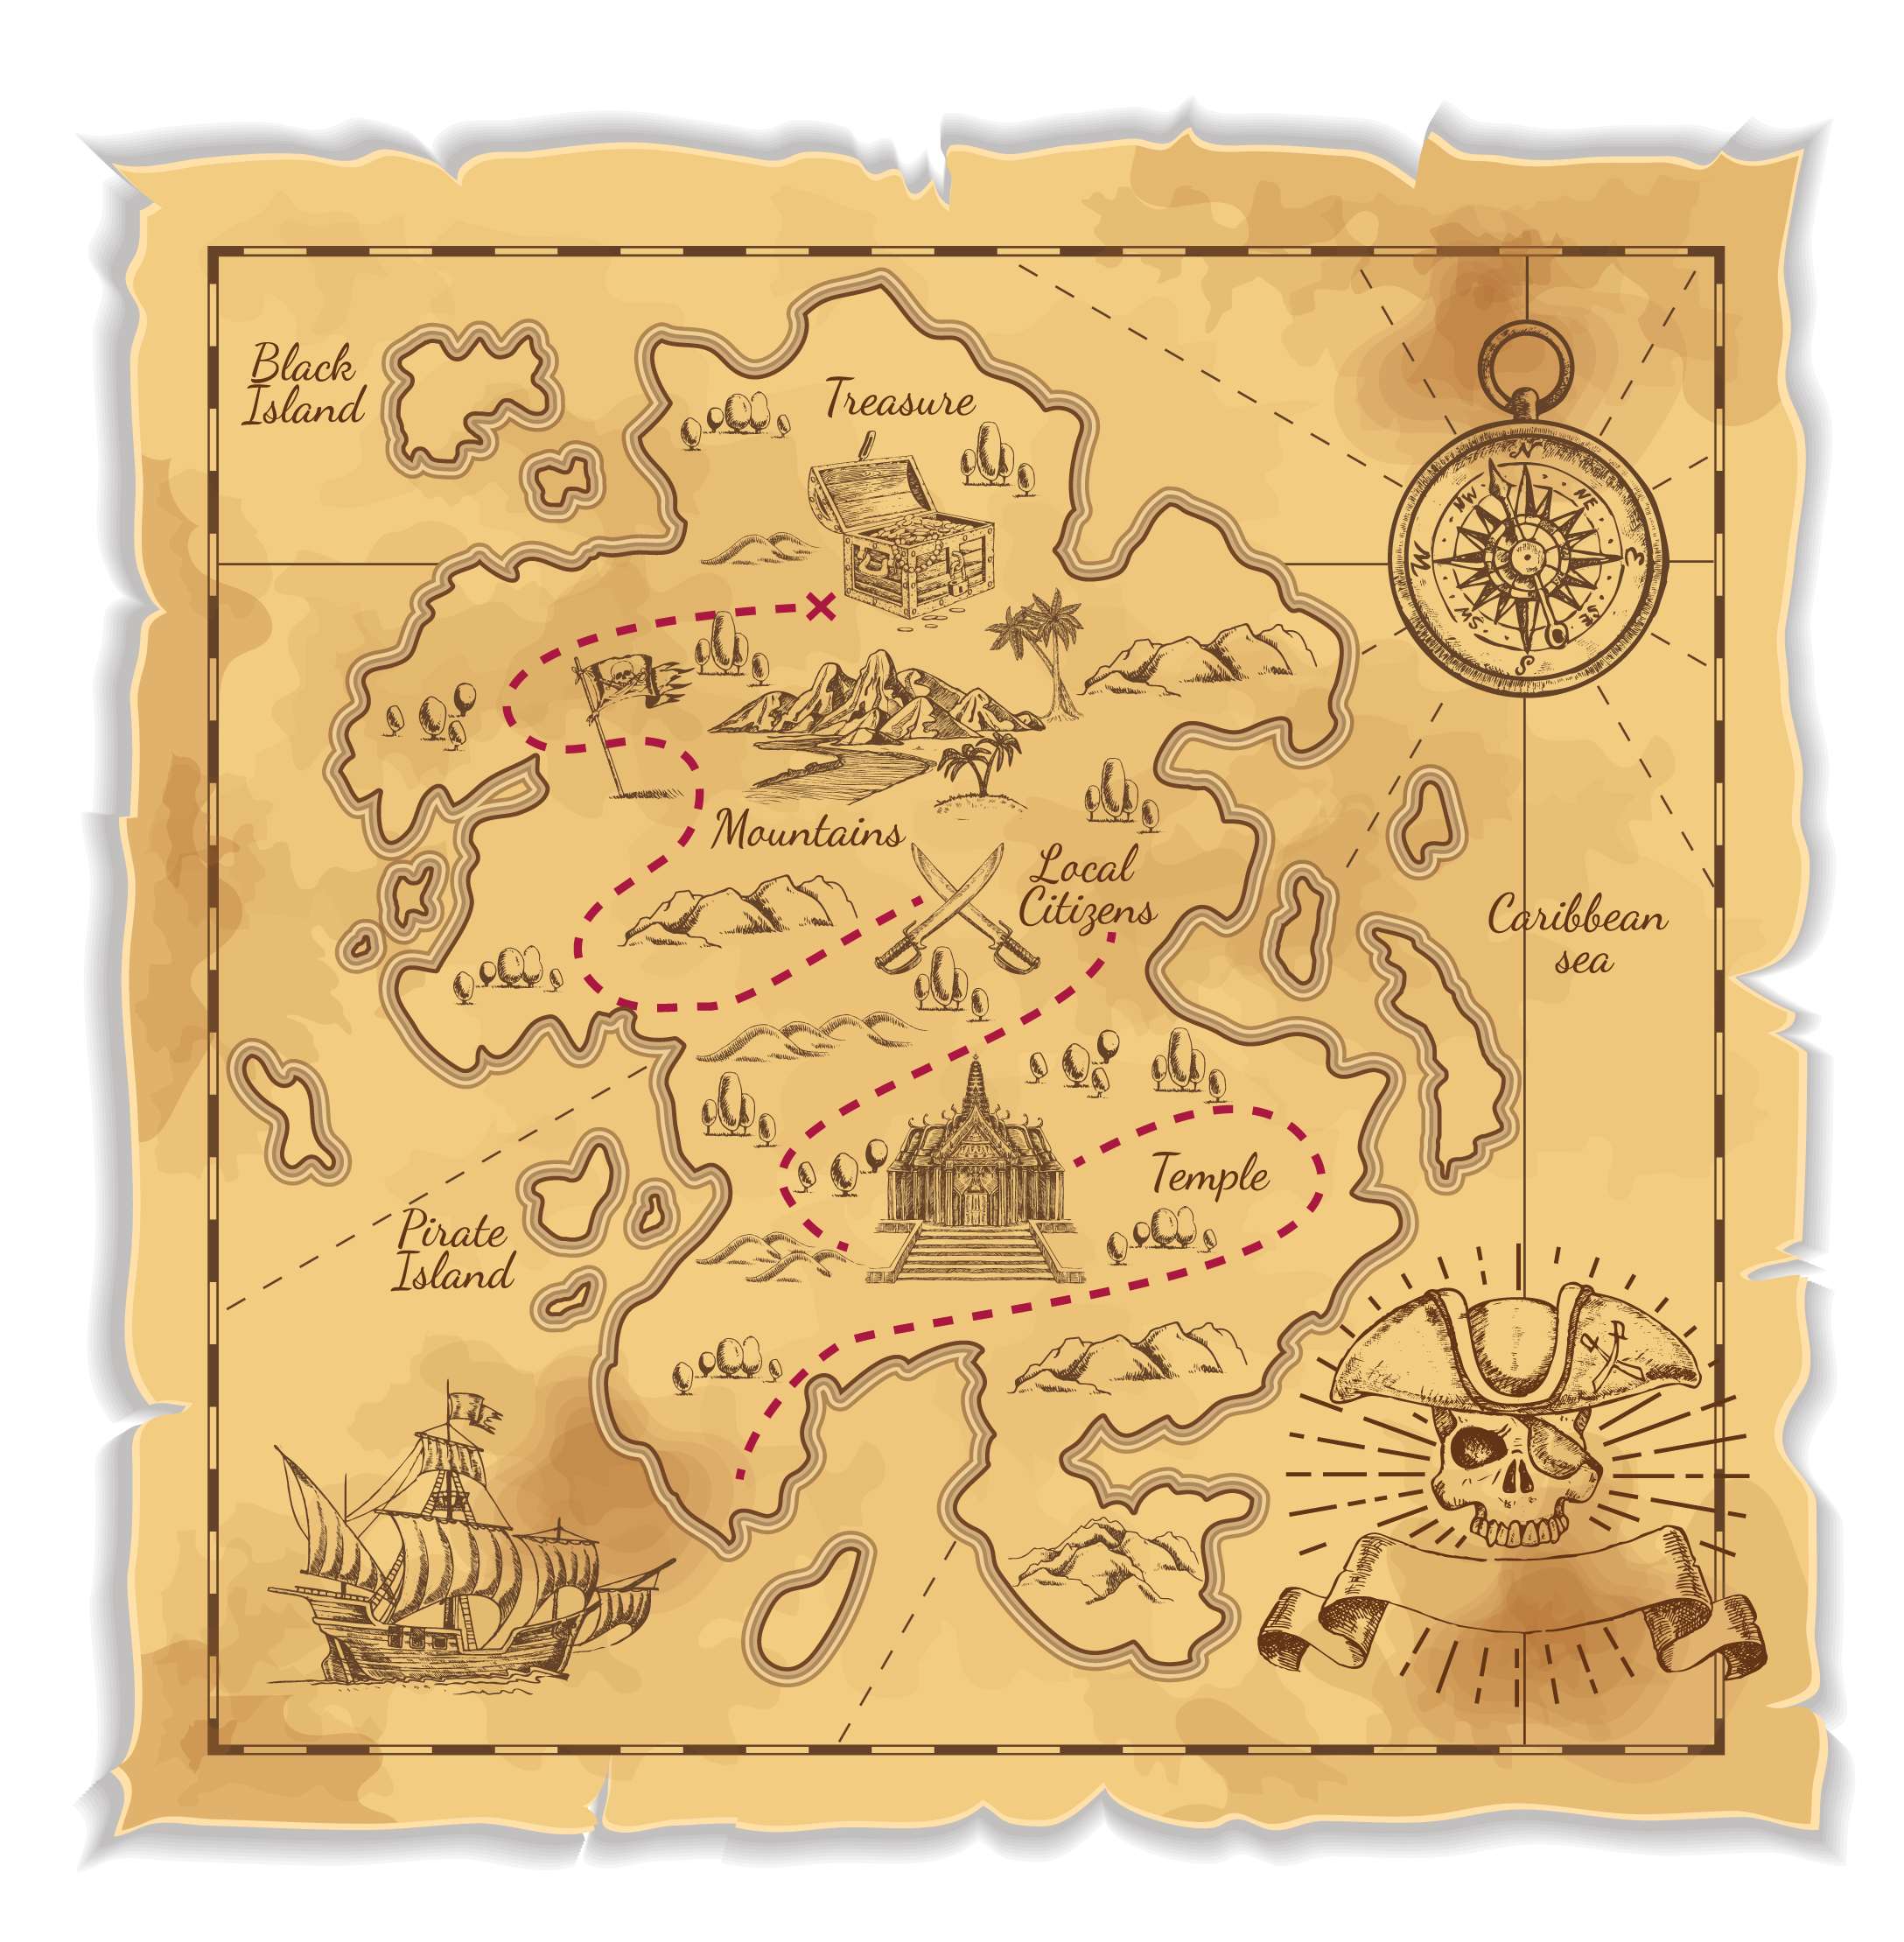 Black
Island
Treasure
N
NW
NE
W
E
SW
SE
S
Mountains
Local
Citizens
Caribbean
sea
Temple
Pirate
Island